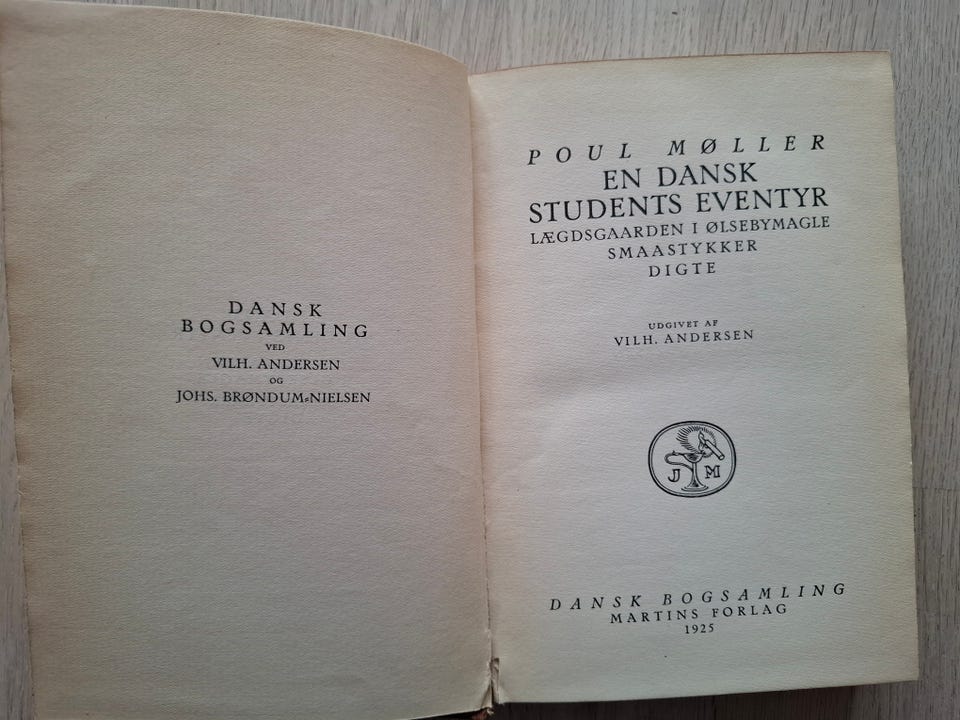 DANSK
BOGSAMLING
VED
VILH. ANDERSEN
OG
JOHS. BRØNDUM-NIELSEN
POUL MØLLER
EN DANSK
STUDENTS EVENTYR
LÆGDSGAARDEN I ØLSEBYMAGLE
SMAASTYKKER
DIGTE
UDGIVET AF
VILH. ANDERSEN
J M
DANSK BOGSAMLING
MARTINS FORLAG
1925